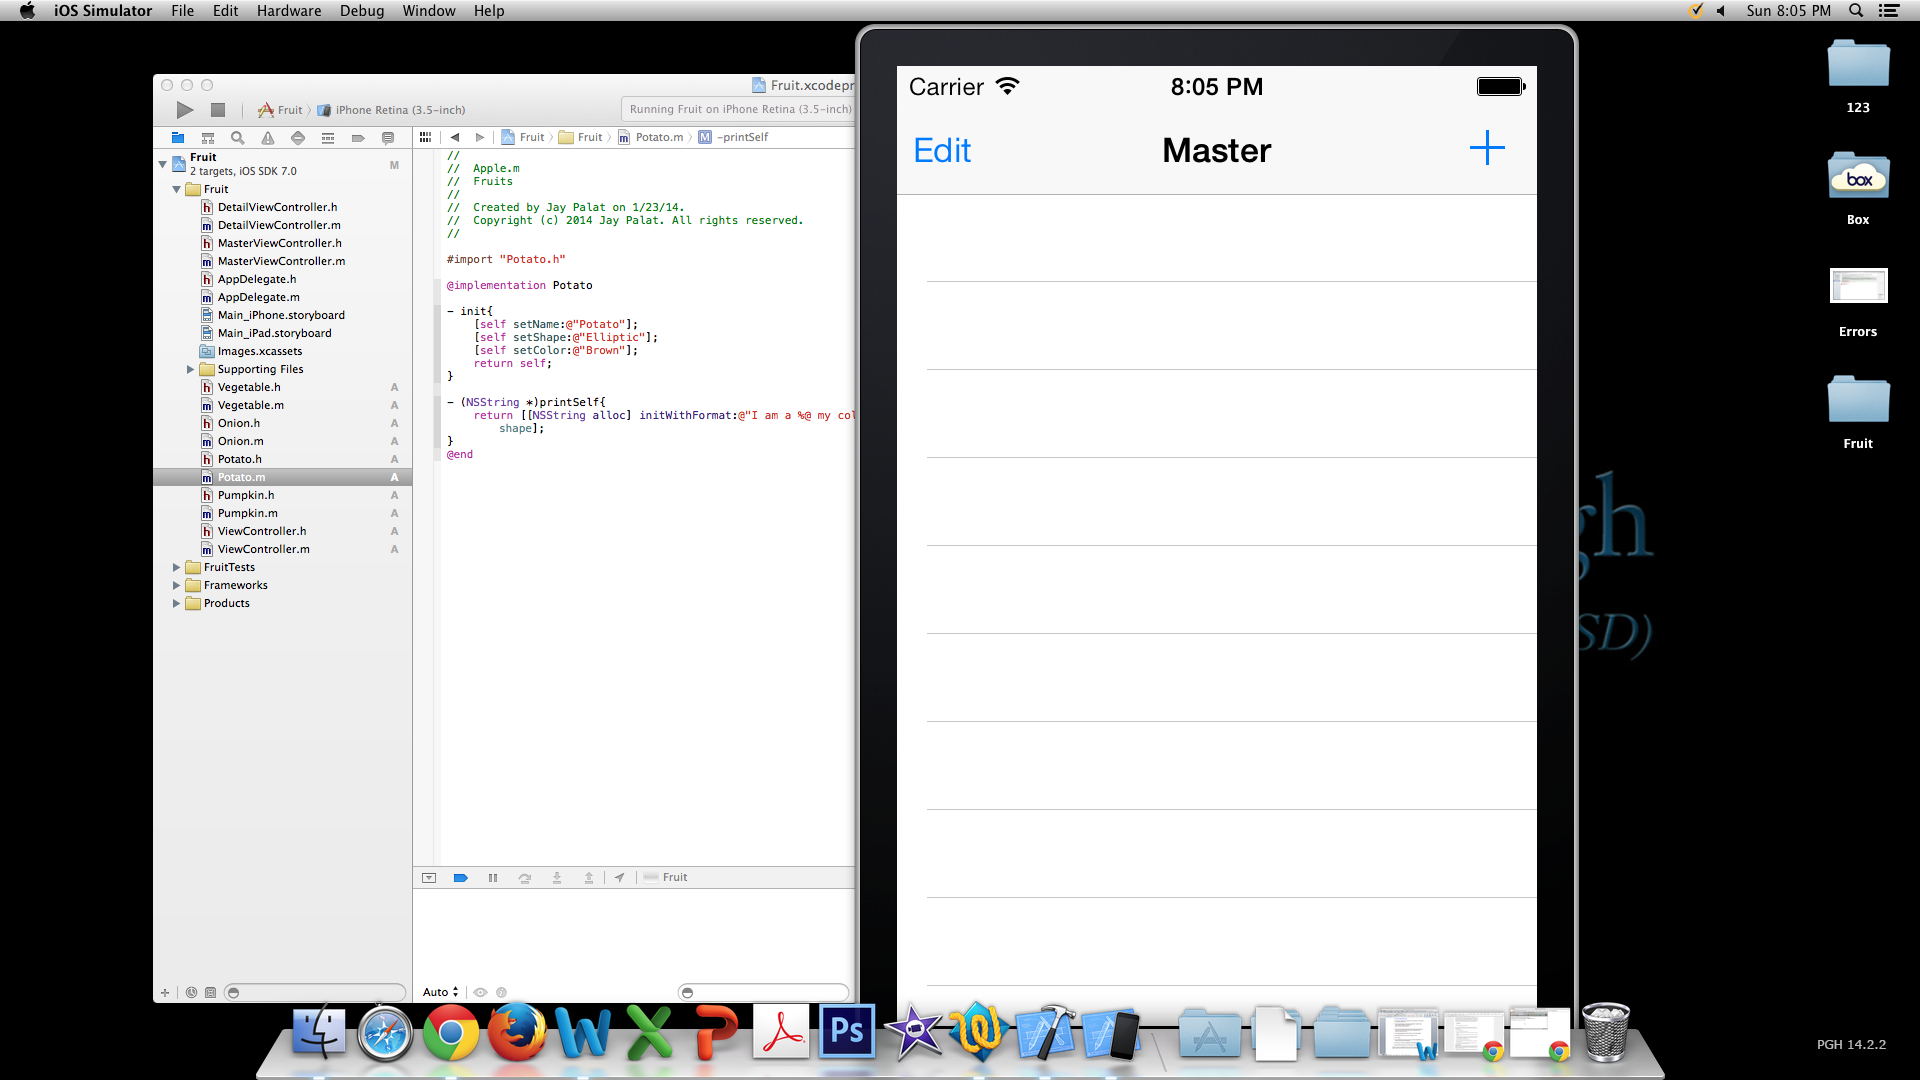 iOS Simulator File Edit Hardware Debug Window Help
Sun 8:05 PM
Fruit.xcodepr
Fruit iPhone Retina (3.5-inch)
Running Fruit on iPhone Retina (3.5-inch)
Fruit Fruit Potato.m M -printSelf
Fruit
2 targets, iOS SDK 7.0
M
Fruit
h DetailViewController.h
m DetailViewController.m
h MasterViewController.h
m MasterViewController.m
h AppDelegate.h
m AppDelegate.m
Main_iPhone.storyboard
Main_iPad.storyboard
Images.xcassets
Supporting Files
h Vegetable.h A
m Vegetable.m A
h Onion.h A
m Onion.m A
h Potato.h A
m Potato.m A
h Pumpkin.h A
m Pumpkin.m A
h ViewController.h A
m ViewController.m A
FruitTests
Frameworks
Products
//
// Apple.m
// Fruits
//
// Created by Jay Palat on 1/23/14.
// Copyright (c) 2014 Jay Palat. All rights reserved.
//
#import "Potato.h"
@implementation Potato
- init{
[self setName:@"Potato"];
[self setShape:@"Elliptic"];
[self setColor:@"Brown"];
return self;
}
- (NSString *)printSelf{
return [[NSString alloc] initWithFormat:@"I am a %@ my col
shape];
}
@end
Fruit
Auto
Carrier 8:05 PM
Edit Master +
123
box
Box
Errors
Fruit
gh
SD)
Ps
PGH 14.2.2